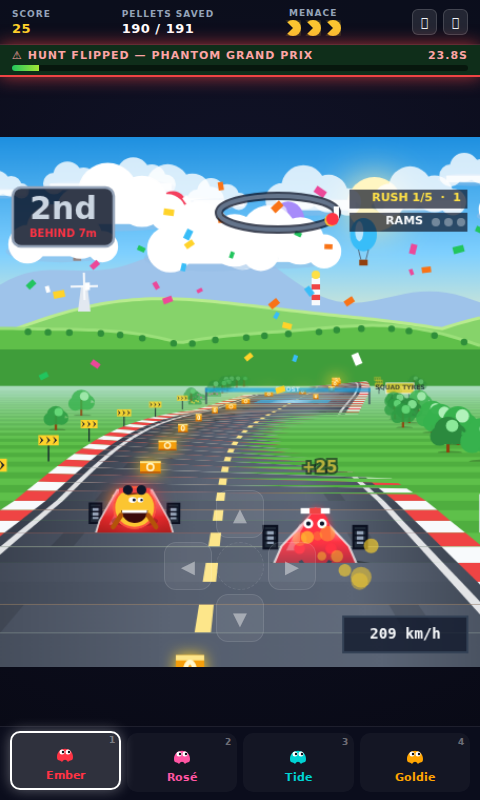 SCORE
25
PELLETS SAVED
190 / 191
MENACE
⚠ HUNT FLIPPED — PHANTOM GRAND PRIX
23.8S
2nd
BEHIND 7m
RUSH 1/5 · 1
RAMS
SQUAD TYRES
+25
209 km/h
1
Ember
2
Rosé
3
Tide
4
Goldie